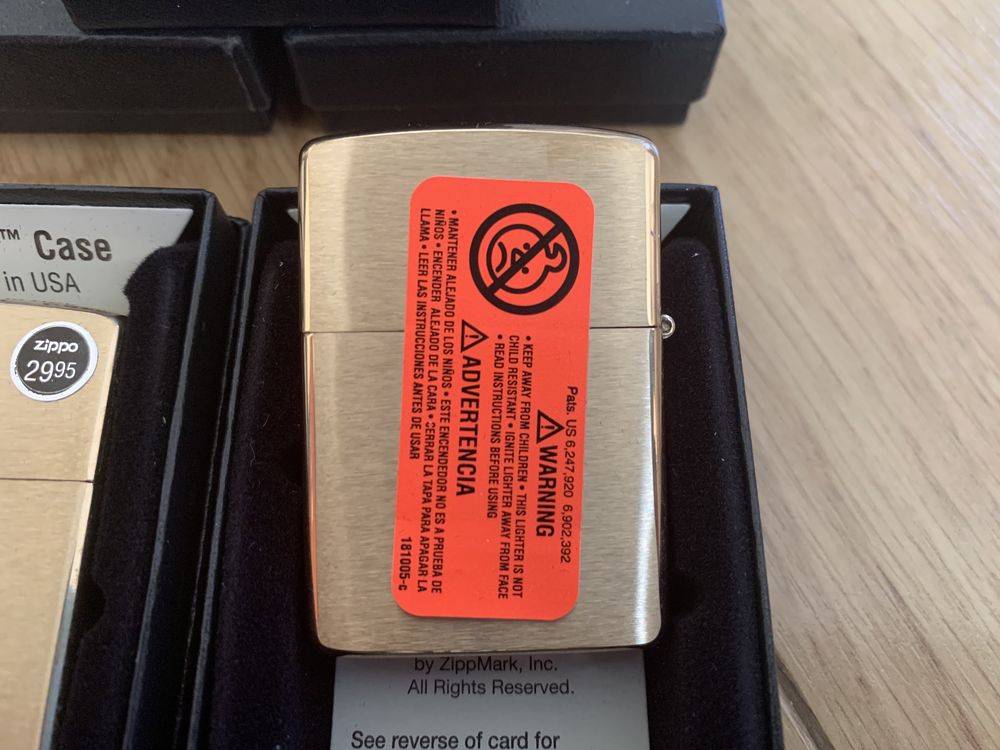 ™ Case
in USA
zippo
29.95
Pats. US 6,247,920 6,902,392
⚠WARNING
• KEEP AWAY FROM CHILDREN • THIS LIGHTER IS NOT
CHILD RESISTANT • IGNITE LIGHTER AWAY FROM FACE
• READ INSTRUCTIONS BEFORE USING
⚠ADVERTENCIA
• MANTENER ALEJADO DE LOS NIÑOS • ESTE ENCENDEDOR NO ES A PRUEBA DE
NIÑOS • ENCENDER ALEJADO DE LA CARA • CERRAR LA TAPA PARA APAGAR LA
LLAMA • LEER LAS INSTRUCCIONES ANTES DE USAR
181005-c
by ZippMark, Inc.
All Rights Reserved.
See reverse of card for